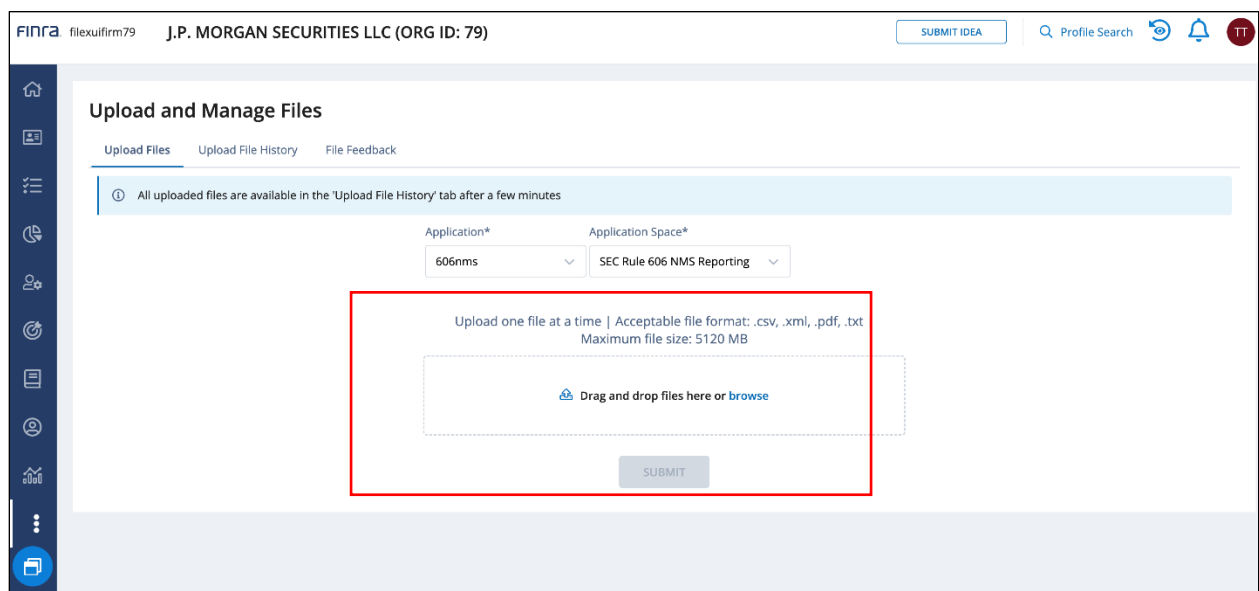 FINra. filexuifirm79 J.P. MORGAN SECURITIES LLC (ORG ID: 79) SUBMIT IDEA Profile Search TT
Upload and Manage Files
Upload Files Upload File History File Feedback
All uploaded files are available in the 'Upload File History' tab after a few minutes
Application* Application Space*
606nms SEC Rule 606 NMS Reporting
Upload one file at a time | Acceptable file format: .csv, .xml, .pdf, .txt
Maximum file size: 5120 MB
Drag and drop files here or browse
SUBMIT